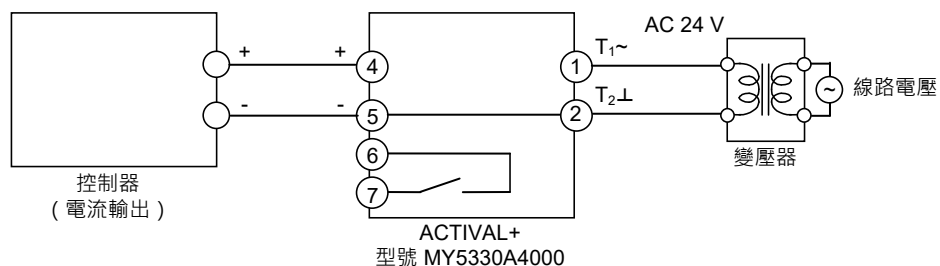 AC 24 V
+ + T₁~
4 1
- - T₂⊥
5 2
~ 線路電壓
6
7
變壓器
控制器
（電流輸出）
ACTIVAL+
型號 MY5330A4000